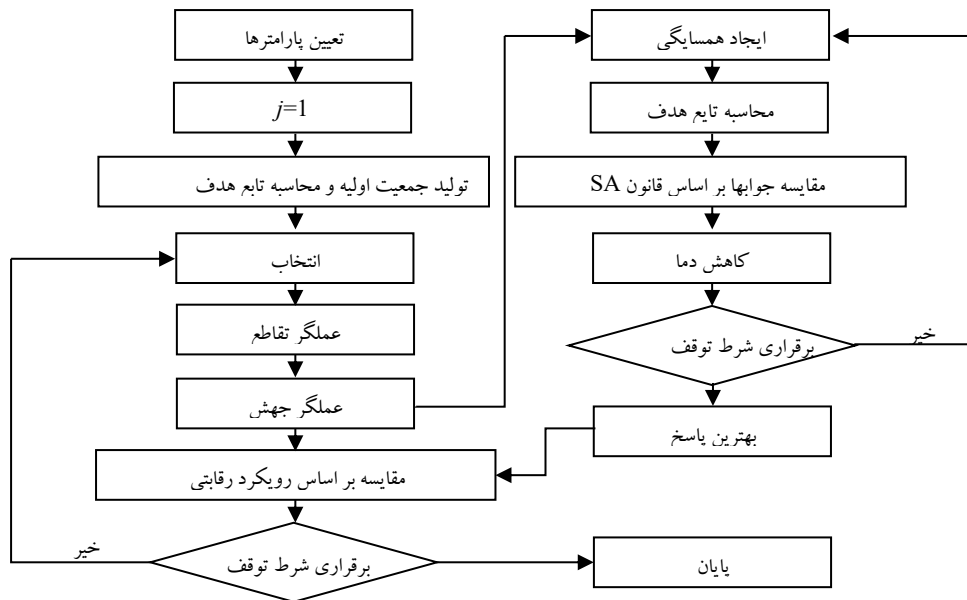 تعیین پارامترها
j=1
تولید جمعیت اولیه و محاسبه تابع هدف
انتخاب
عملگر تقاطع
عملگر جهش
مقایسه بر اساس رویکرد رقابتی
برقراری شرط توقف
خیر
ایجاد همسایگی
محاسبه تابع هدف
مقایسه جوابها بر اساس قانون SA
کاهش دما
برقراری شرط توقف
خیر
بهترین پاسخ
پایان